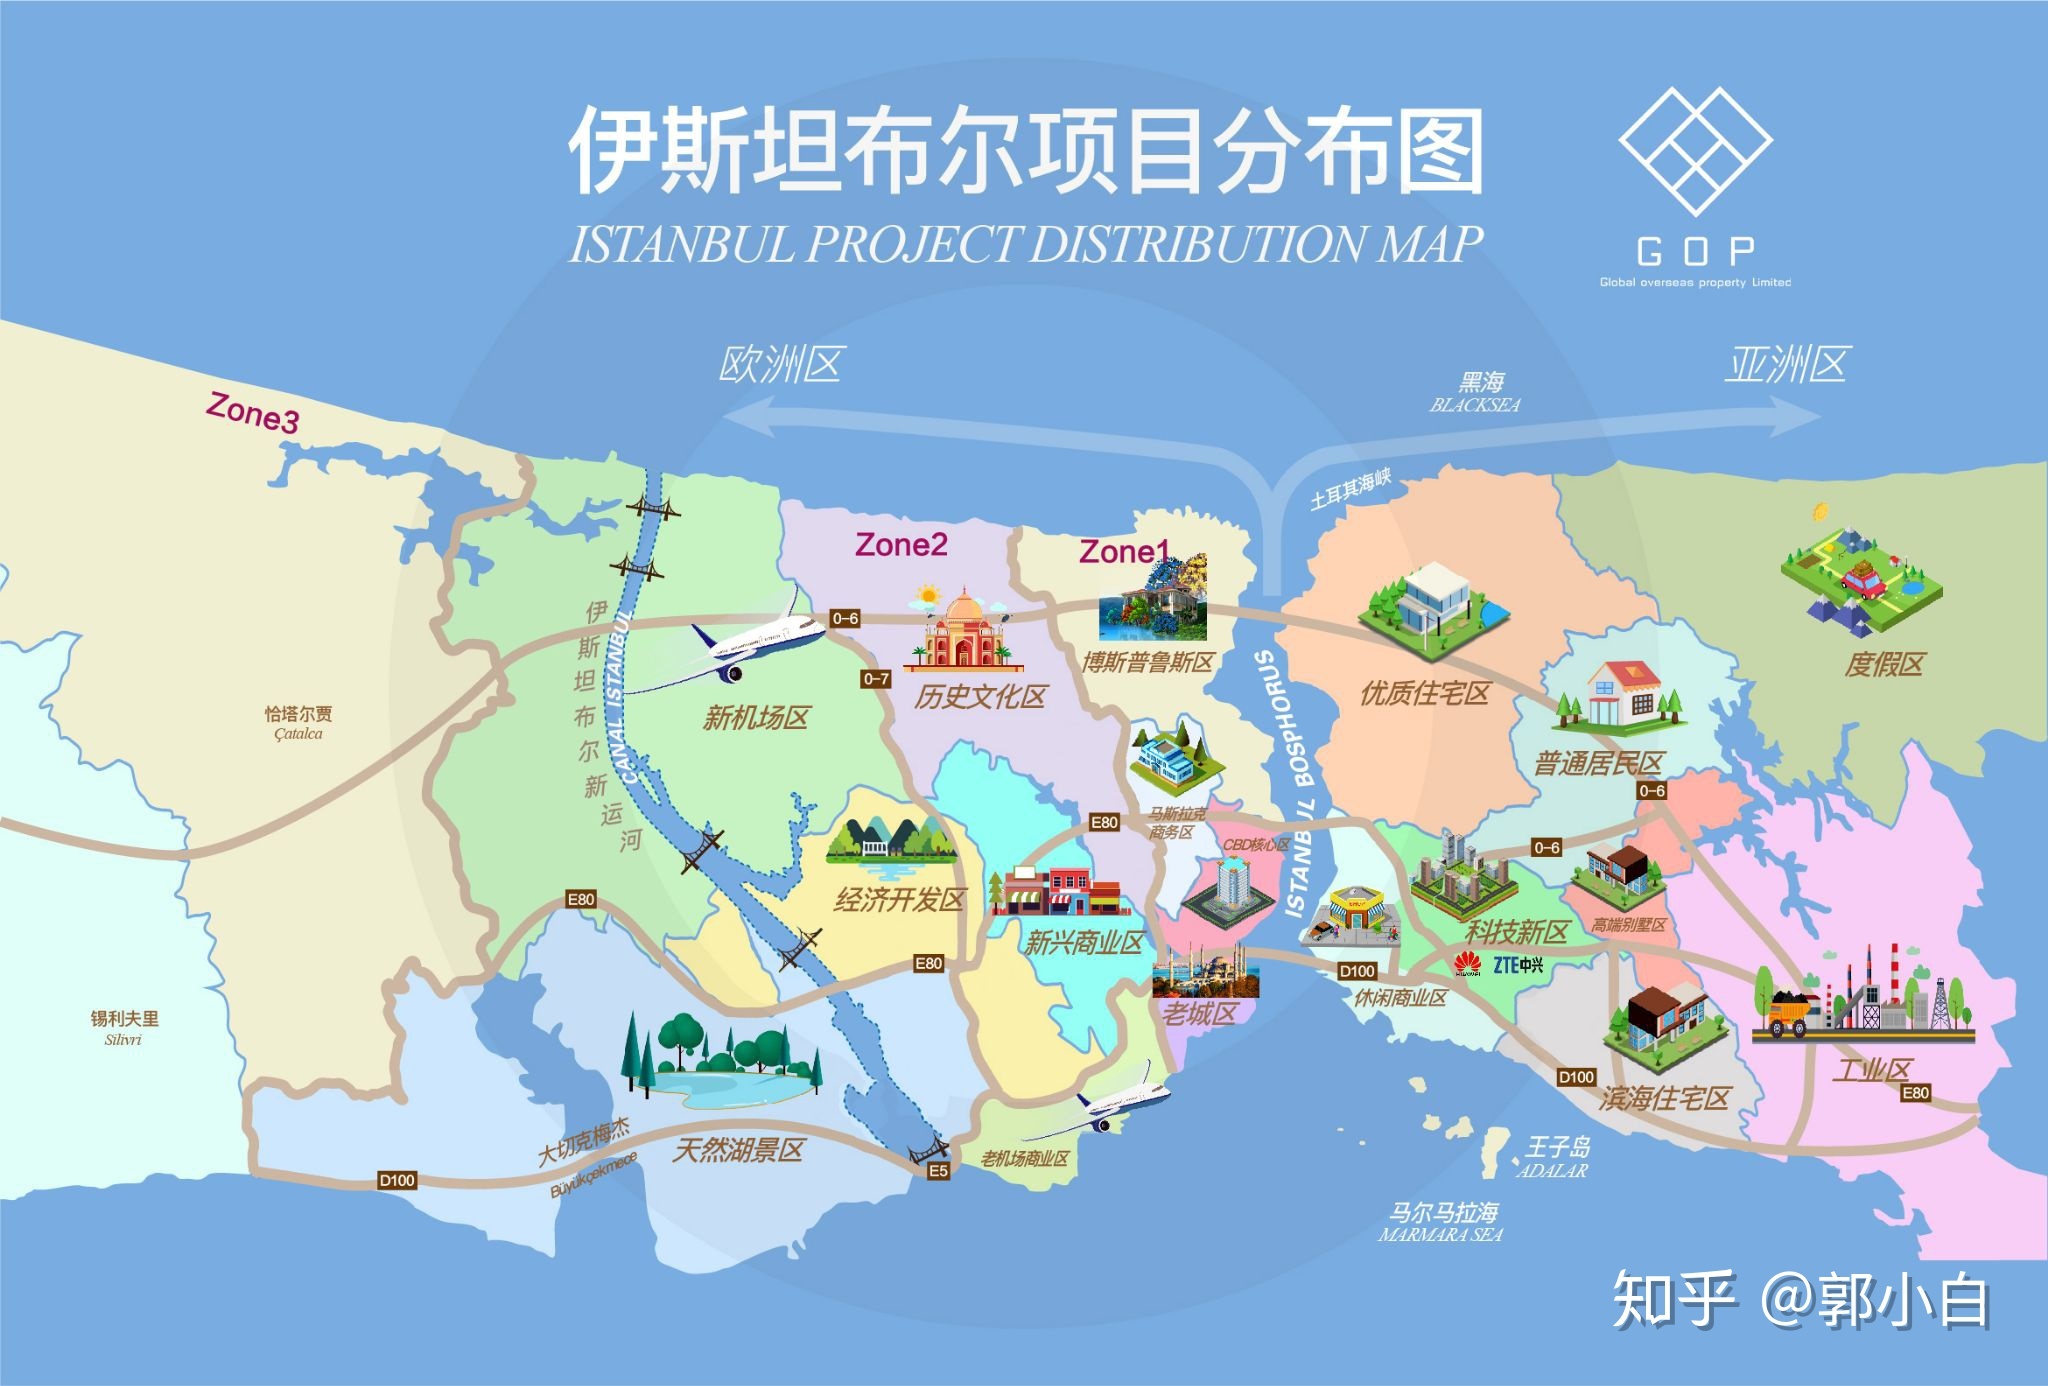 伊斯坦布尔项目分布图
ISTANBUL PROJECT DISTRIBUTION MAP
GOP
Global overseas property Limited
欧洲区
亚洲区
黑海
BLACKSEA
土耳其海峡
Zone3
Zone2
Zone1
0-6
0-7
伊斯坦布尔新运河
CANAL ISTANBUL
新机场区
历史文化区
博斯普鲁斯区
ISTANBUL BOSPHORUS
优质住宅区
度假区
普通居民区
0-6
恰塔尔贾
Çatalca
马斯拉克
商务区
E80
CBD核心区
0-6
E80
经济开发区
新兴商业区
SHOP
科技新区
高端别墅区
HUAWEI
ZTE中兴
E80
D100
休闲商业区
老城区
锡利夫里
Silivri
工业区
D100
滨海住宅区
E80
大切克梅杰
Büyükçekmece
天然湖景区
老机场商业区
D100
E5
王子岛
ADALAR
马尔马拉海
MARMARA SEA
知乎 @郭小白